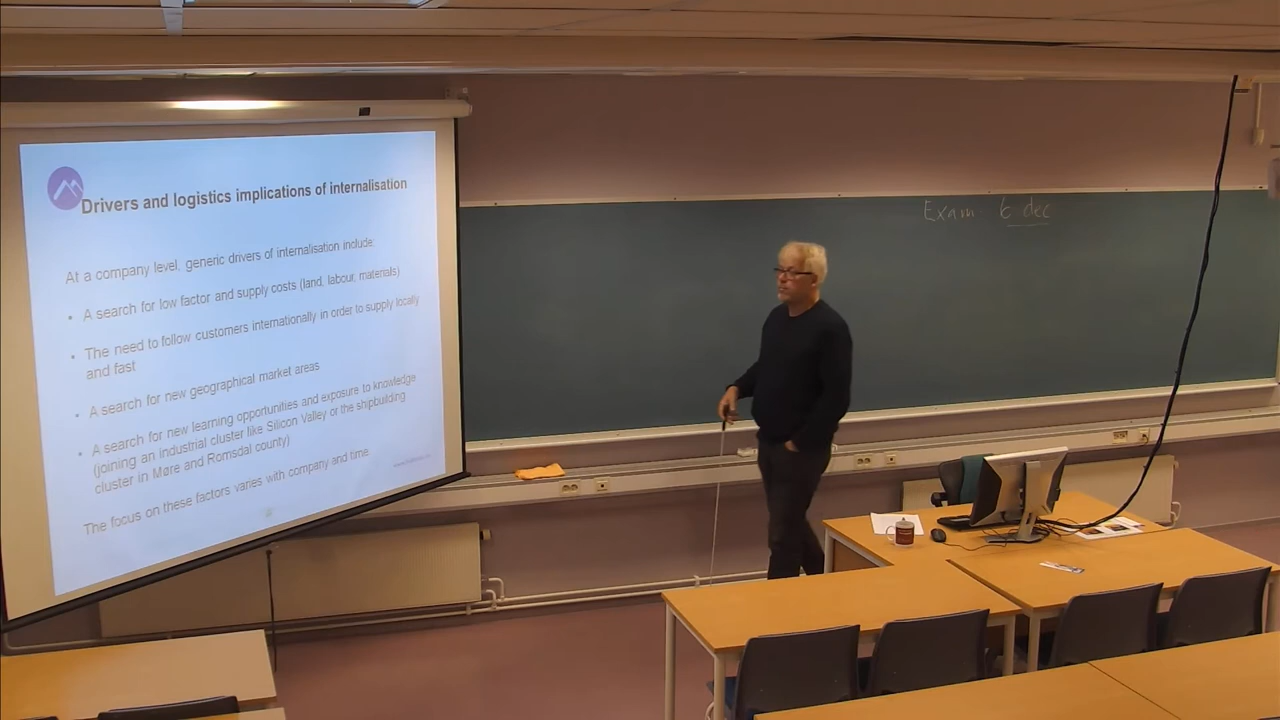 Drivers and logistics implications of internalisation
At a company level, generic drivers of internalisation include:
• A search for low factor and supply costs (land, labour, materials)
• The need to follow customers internationally in order to supply locally
and fast
• A search for new geographical market areas
• A search for new learning opportunities and exposure to knowledge
(joining an industrial cluster like Silicon Valley or the shipbuilding
cluster in Møre and Romsdal county)
The focus on these factors varies with company and time
Exam 6 dec